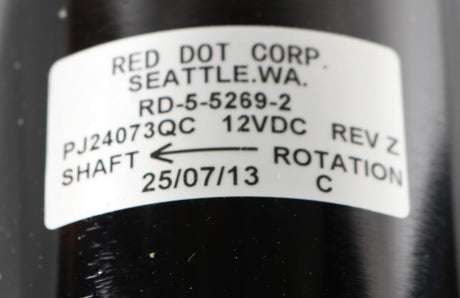 RED DOT CORP.
SEATTLE.WA.
RD-5-5269-2
PJ24073QC 12VDC REV Z
SHAFT ← ROTATION
25/07/13 C